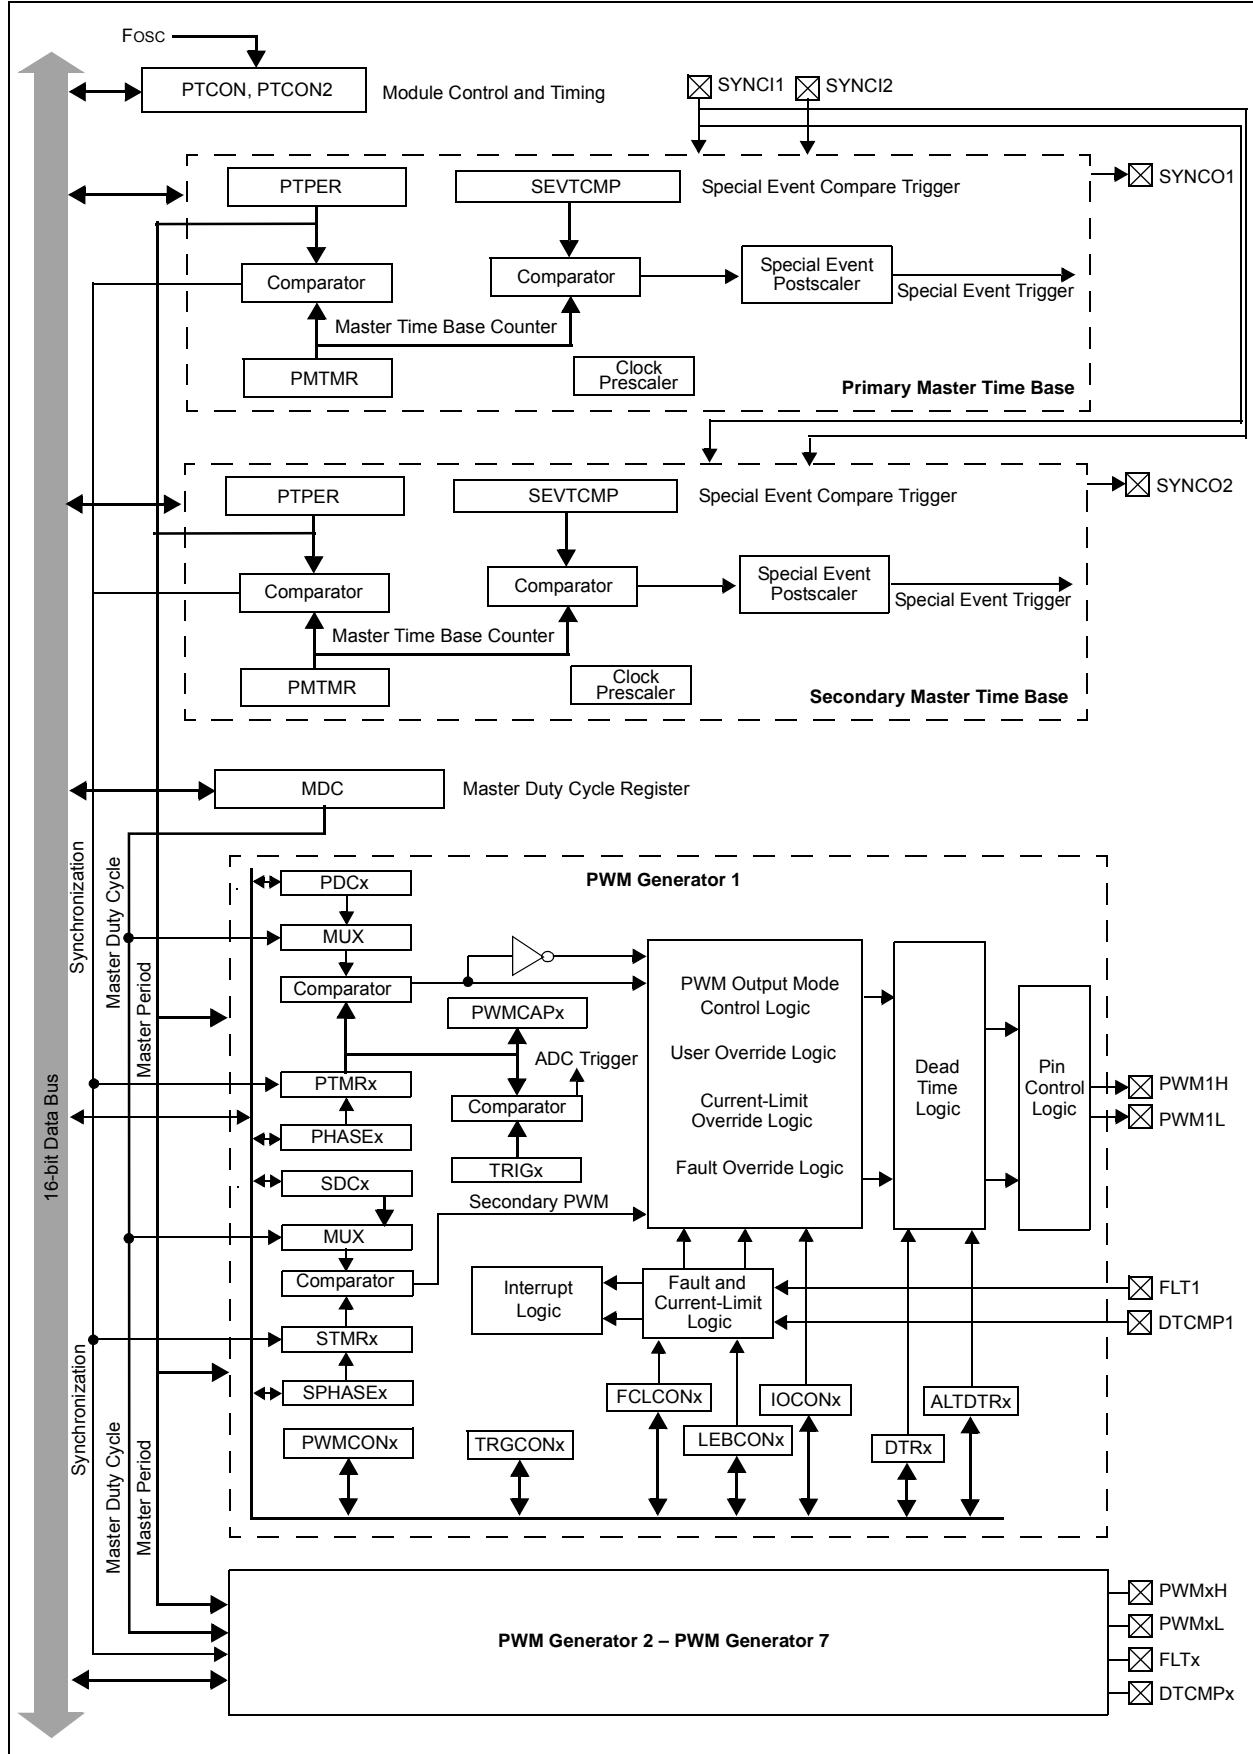 FOSC
PTCON, PTCON2
Module Control and Timing
SYNCI1
SYNCI2
PTPER
SEVTCMP
Special Event Compare Trigger
SYNCO1
Comparator
Comparator
Special Event
Postscaler
Special Event Trigger
Master Time Base Counter
PMTMR
Clock
Prescaler
Primary Master Time Base
PTPER
SEVTCMP
Special Event Compare Trigger
SYNCO2
Comparator
Comparator
Special Event
Postscaler
Special Event Trigger
Master Time Base Counter
PMTMR
Clock
Prescaler
Secondary Master Time Base
MDC
Master Duty Cycle Register
16-bit Data Bus
Synchronization
Master Duty Cycle
Master Period
PWM Generator 1
PDCx
MUX
Comparator
PWMCAPx
ADC Trigger
PTMRx
Comparator
PHASEx
TRIGx
SDCx
Secondary PWM
MUX
Comparator
STMRx
SPHASEx
PWMCONx
TRGCONx
PWM Output Mode
Control Logic
User Override Logic
Current-Limit
Override Logic
Fault Override Logic
Dead
Time
Logic
Pin
Control
Logic
PWM1H
PWM1L
Interrupt
Logic
Fault and
Current-Limit
Logic
FLT1
DTCMP1
FCLCONx
IOCONx
ALTDTRx
LEBCONx
DTRx
Synchronization
Master Duty Cycle
Master Period
PWM Generator 2 – PWM Generator 7
PWMxH
PWMxL
FLTx
DTCMPx